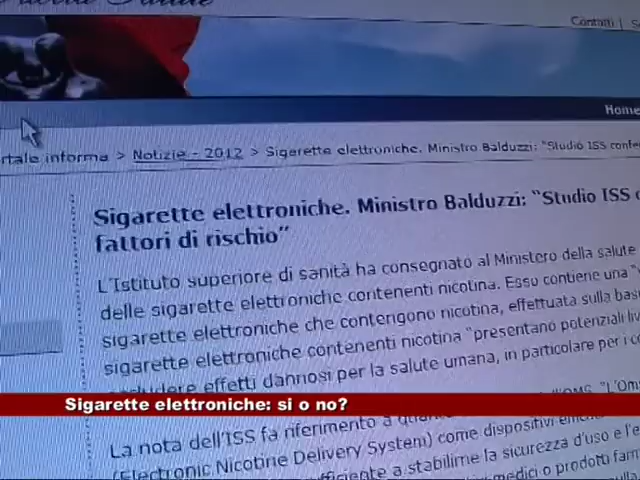 Contatti |
Home
rtale informa > Notizie - 2012 > Sigarette elettroniche. Ministro Balduzzi: "Studio ISS confe
Sigarette elettroniche. Ministro Balduzzi: "Studio ISS
fattori di rischio"
L'Istituto superiore di sanità ha consegnato al Ministero della salute
delle sigarette elettroniche contenenti nicotina. Esso contiene una
sigarette elettroniche che contengono nicotina, effettuata sulla bas
sigarette elettroniche contenenti nicotina "presentano potenziali liv
effetti dannosi per la salute umana, in particolare per i c
"L'Om
Sigarette elettroniche: si o no?
La nota dell'ISS fa riferimento a
(Electronic Nicotine Delivery System) come dispositivi
a stabilirne la sicurezza d'uso e l'e
medici o prodotti farm